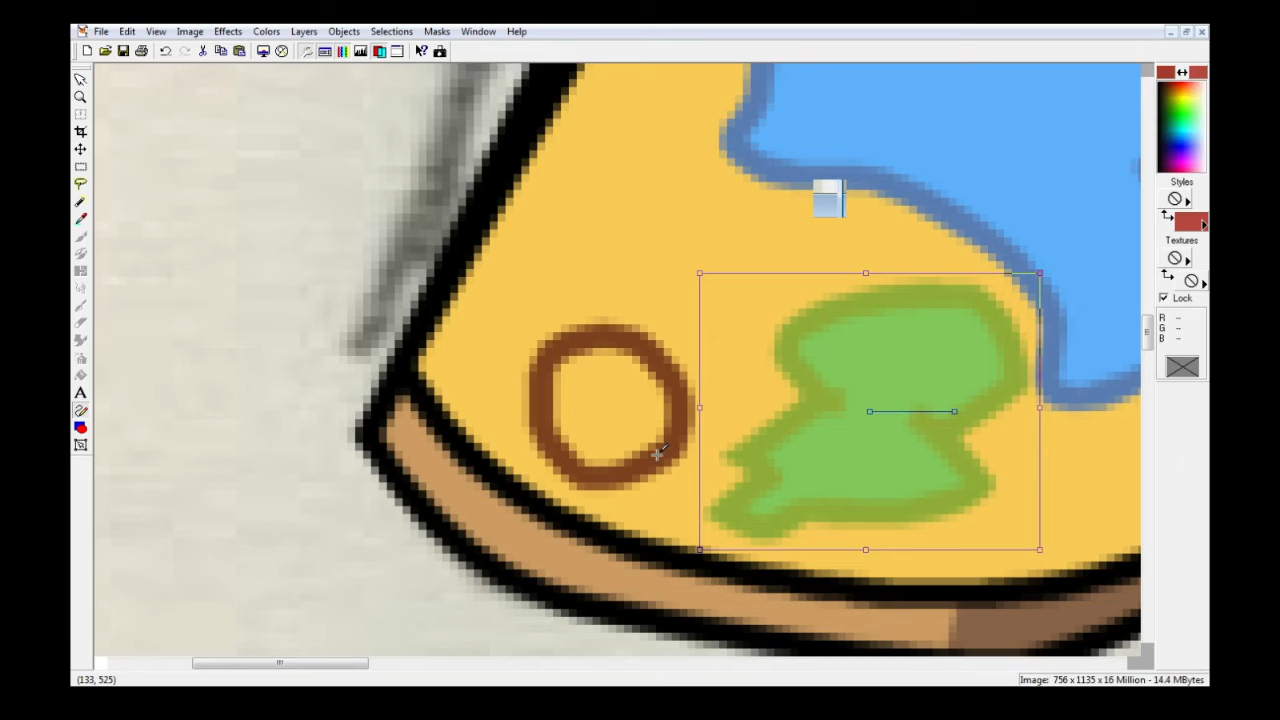 File Edit View Image Effects Colors Layers Objects Selections Masks Window Help
Styles
Textures
Lock
R --
G --
B --
(133, 525)
Image: 756 x 1135 x 16 Million - 14.4 MBytes